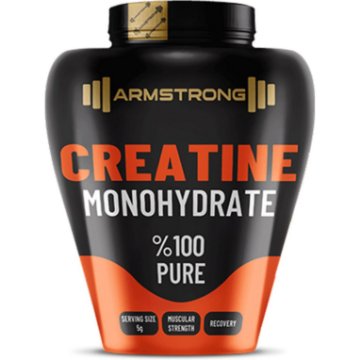 ARMSTRONG
CREATINE
MONOHYDRATE
%100
PURE
SERVING SIZE
5g
MUSCULAR
STRENGTH
RECOVERY